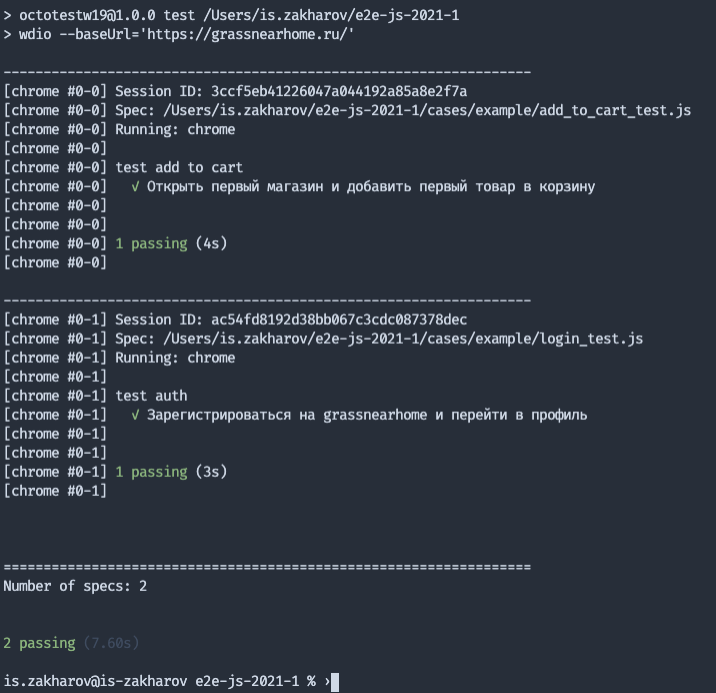 > octotestw19@1.0.0 test /Users/is.zakharov/e2e-js-2021-1
> wdio --baseUrl='https://grassnearhome.ru/'
------------------------------------------------------------------
[chrome #0-0] Session ID: 3ccf5eb41226047a044192a85a8e2f7a
[chrome #0-0] Spec: /Users/is.zakharov/e2e-js-2021-1/cases/example/add_to_cart_test.js
[chrome #0-0] Running: chrome
[chrome #0-0]
[chrome #0-0] test add to cart
[chrome #0-0]   ✓ Открыть первый магазин и добавить первый товар в корзину
[chrome #0-0]
[chrome #0-0]
[chrome #0-0] 1 passing (4s)
[chrome #0-0]
------------------------------------------------------------------
[chrome #0-1] Session ID: ac54fd8192d38bb067c3cdc087378dec
[chrome #0-1] Spec: /Users/is.zakharov/e2e-js-2021-1/cases/example/login_test.js
[chrome #0-1] Running: chrome
[chrome #0-1]
[chrome #0-1] test auth
[chrome #0-1]   ✓ Зарегистрироваться на grassnearhome и перейти в профиль
[chrome #0-1]
[chrome #0-1]
[chrome #0-1] 1 passing (3s)
[chrome #0-1]
==================================================================
Number of specs: 2
2 passing (7.60s)
is.zakharov@is-zakharov e2e-js-2021-1 % ›